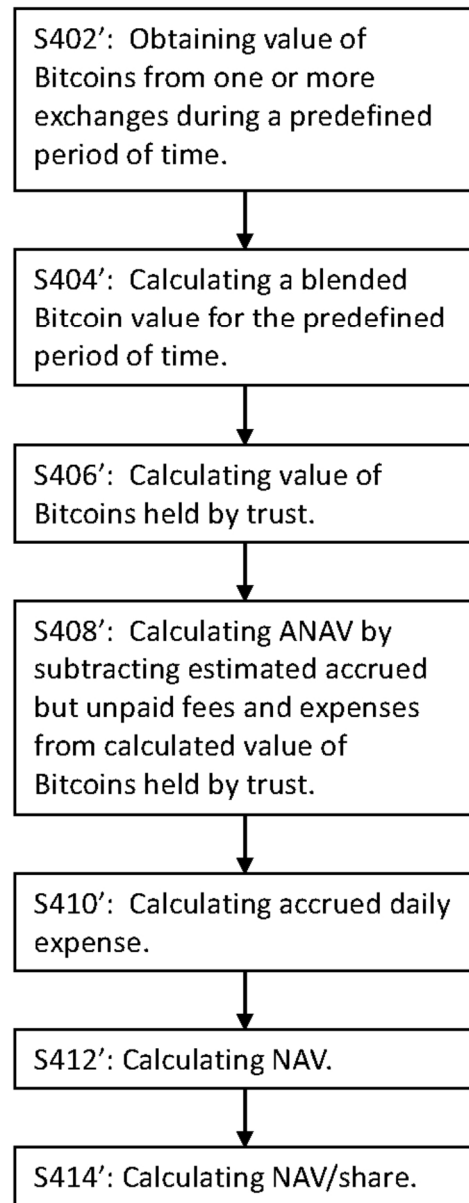 S402’:  Obtaining value of
Bitcoins from one or more
exchanges during a predefined
period of time.
S404’:  Calculating a blended
Bitcoin value for the predefined
period of time.
S406’:  Calculating value of
Bitcoins held by trust.
S408’: Calculating ANAV by
subtracting estimated accrued
but unpaid fees and expenses
from calculated value of
Bitcoins held by trust.
S410’:  Calculating accrued daily
expense.
S412’: Calculating NAV.
S414’: Calculating NAV/share.